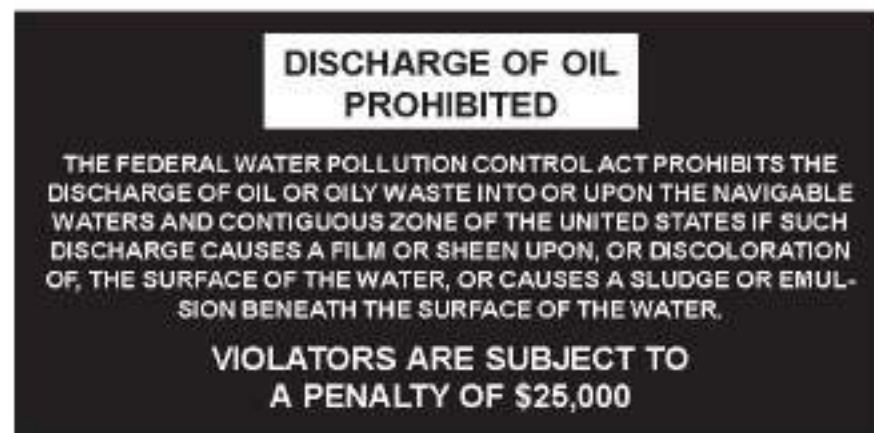 DISCHARGE OF OIL
PROHIBITED
THE FEDERAL WATER POLLUTION CONTROL ACT PROHIBITS THE
DISCHARGE OF OIL OR OILY WASTE INTO OR UPON THE NAVIGABLE
WATERS AND CONTIGUOUS ZONE OF THE UNITED STATES IF SUCH
DISCHARGE CAUSES A FILM OR SHEEN UPON, OR DISCOLORATION
OF, THE SURFACE OF THE WATER, OR CAUSES A SLUDGE OR EMUL-
SION BENEATH THE SURFACE OF THE WATER.
VIOLATORS ARE SUBJECT TO
A PENALTY OF $25,000